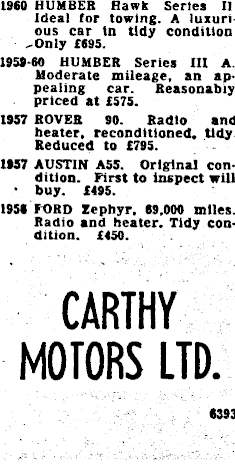 1960 HUMBER Hawk Series II
Ideal for towing. A luxuri-
ous car in tidy condition
Only £695.
1959-60 HUMBER Series III A.
Moderate mileage, an ap-
pealing car. Reasonably
priced at £575.
1957 ROVER 90. Radio and
heater, reconditioned, tidy.
Reduced to £795.
1957 AUSTIN A55. Original con-
dition. First to inspect will
buy. £495.
1956 FORD Zephyr, 69,000 miles.
Radio and heater. Tidy con-
dition. £450.
CARTHY
MOTORS LTD.
6393